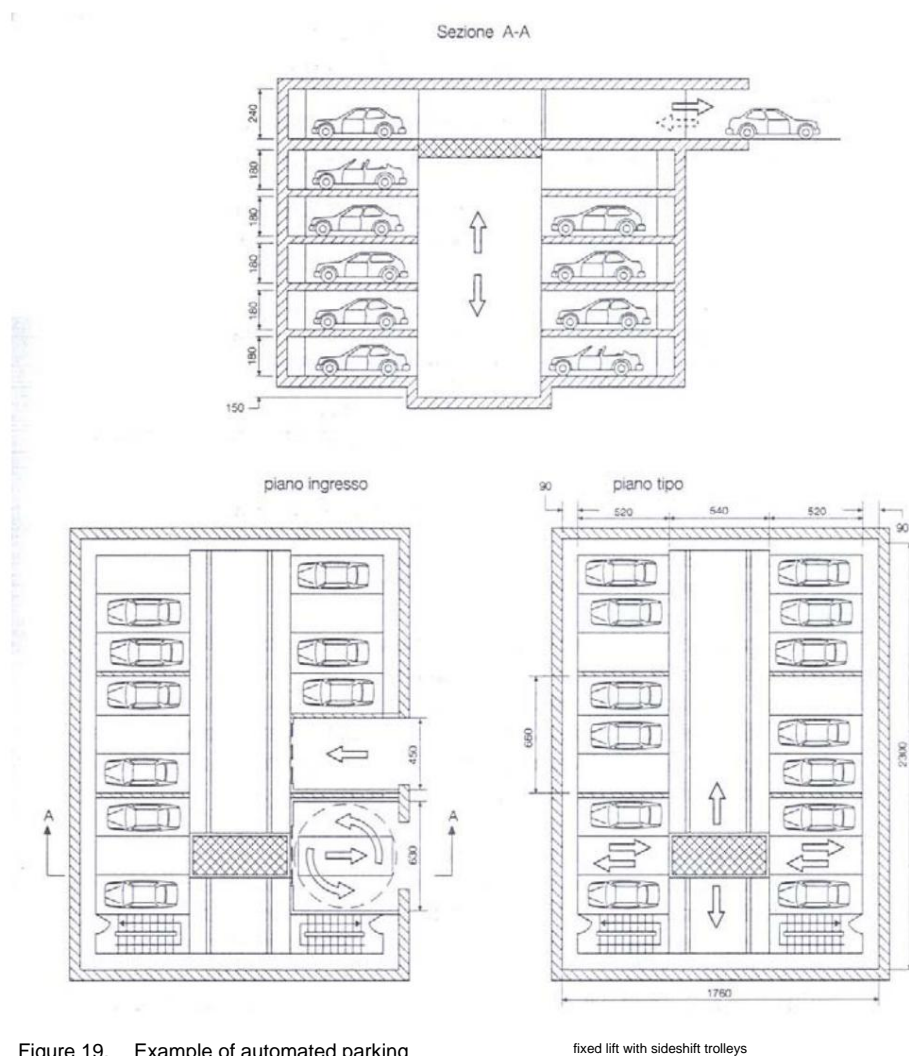 Sezione A-A
240
180
180
180
180
180
150
piano ingresso
piano tipo
90
520
540
520
90
450
630
A
A
660
2300
1760
Figure 19. Example of automated parking
fixed lift with sideshift trolleys